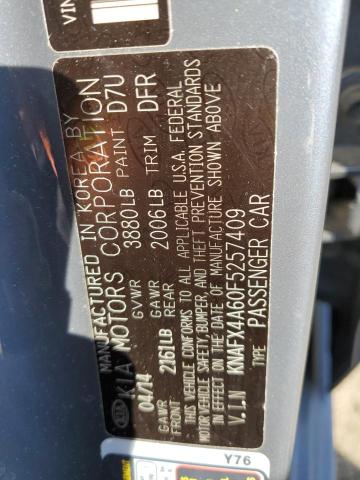 VIN
MANUFACTURED IN KOREA BY
KIA MOTORS CORPORATION
04/14 GVWR 3880LB PAINT D7U
GAWR FRONT 2161LB GAWR REAR 2006LB TRIM DFR
THIS VEHICLE CONFORMS TO ALL APPLICABLE U.S.A. FEDERAL
MOTOR VEHICLE SAFETY, BUMPER, AND THEFT PREVENTION STANDARDS
IN EFFECT ON THE DATE OF MANUFACTURE SHOWN ABOVE
V.I.N KNAFX4A60F5257409
TYPE PASSENGER CAR
Y76